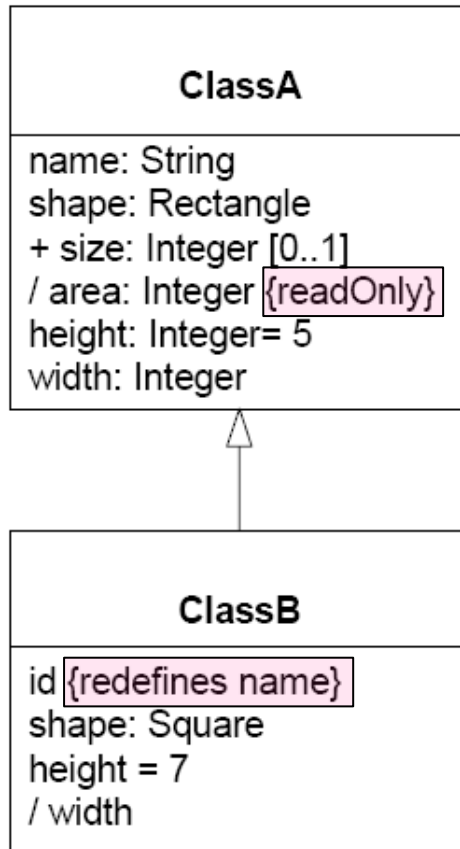 ClassA
name: String
shape: Rectangle
+ size: Integer [0..1]
/ area: Integer {readOnly}
height: Integer= 5
width: Integer
ClassB
id {redefines name}
shape: Square
height = 7
/ width